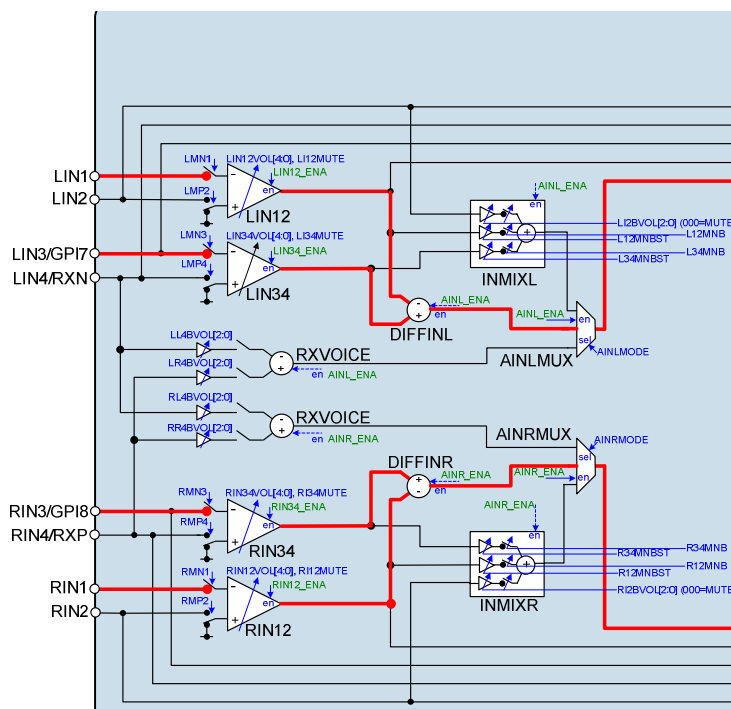 LIN1
LIN2
LIN3/GPI7
LIN4/RXN
LMN1
LIN12VOL[4:0], LI12MUTE
LIN12_ENA
LMP2
-
+
en
LIN12
LMN3
LIN34VOL[4:0], LI34MUTE
LIN34_ENA
LMP4
-
+
en
LIN34
AINL_ENA
+
LI2BVOL[2:0] (000=MUTE
L12MNB
L12MNBST
L34MNB
L34MNBST
INMIXL
-
+
AINL_ENA
en
DIFFINL
AINL_ENA
en
sel
AINLMODE
AINLMUX
LL4BVOL[2:0]
RXVOICE
-
+
LR4BVOL[2:0]
en
AINL_ENA
RL4BVOL[2:0]
RXVOICE
-
+
RR4BVOL[2:0]
en
AINR_ENA
AINRMUX
AINRMODE
sel
en
AINR_ENA
DIFFINR
+
-
AINR_ENA
en
AINR_ENA
RIN3/GPI8
RIN4/RXP
RIN1
RIN2
RMN3
RIN34VOL[4:0], RI34MUTE
RIN34_ENA
RMP4
-
+
en
RIN34
RMN1
RIN12VOL[4:0], RI12MUTE
RIN12_ENA
RMP2
-
+
en
RIN12
+
R34MNB
R34MNBST
R12MNB
R12MNBST
RI2BVOL[2:0] (000=MUTE
INMIXR